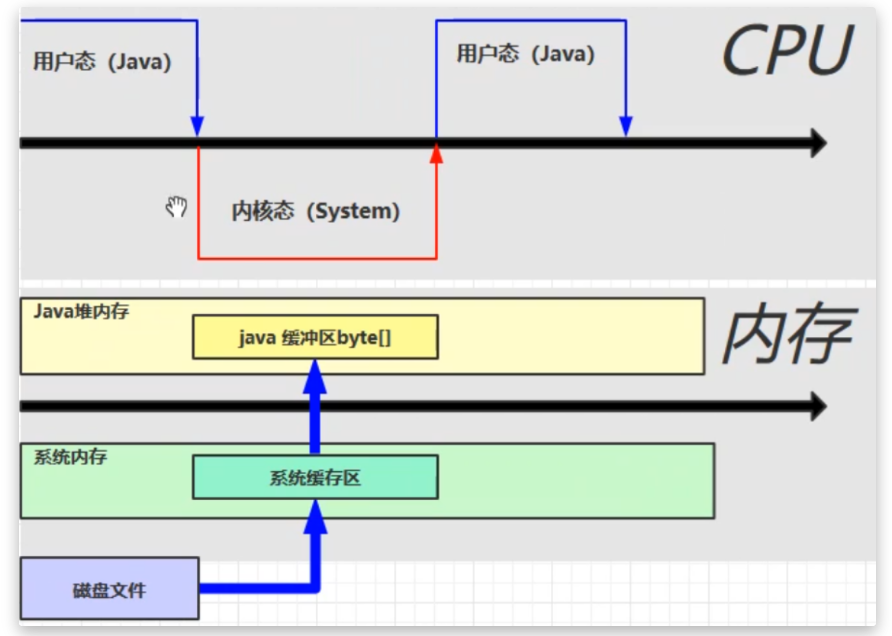 CPU
用户态（Java）
用户态（Java）
内核态（System）
内存
Java堆内存
java 缓冲区byte[]
系统内存
系统缓存区
磁盘文件